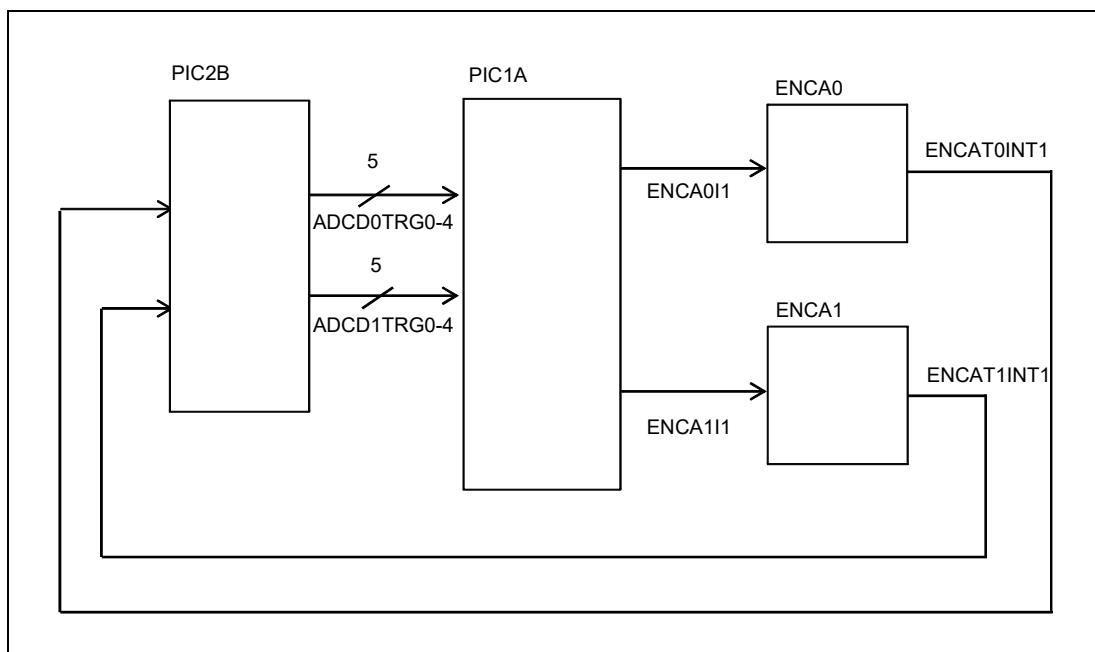 PIC2B
PIC1A
ENCA0
ENCAT0INT1
5
ENCA0I1
ADCD0TRG0-4
5
ENCA1
ADCD1TRG0-4
ENCAT1INT1
ENCA1I1